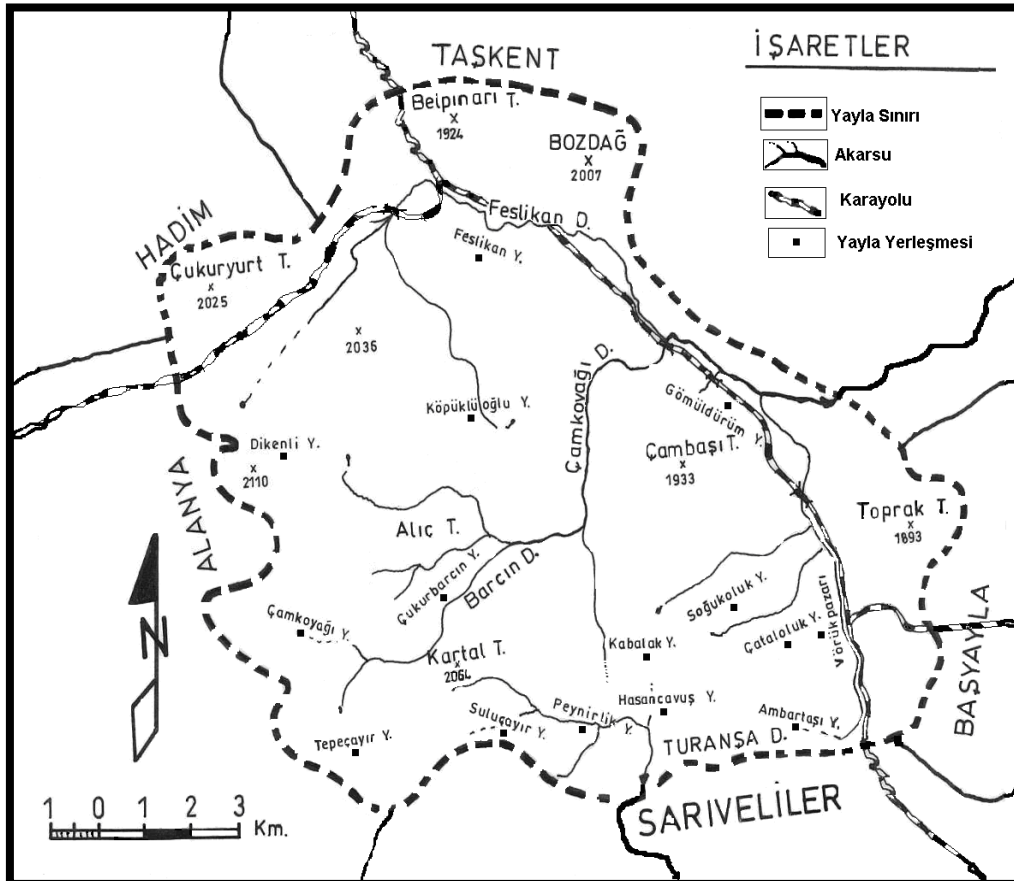 TAŞKENT
İŞARETLER
Belpınarı T.
x
1924
BOZDAĞ
x
2007
Yayla Sınırı
Akarsu
Karayolu
Yayla Yerleşmesi
HADİM
Feslikan D.
Feslikan Y.
Çukuryurt T.
x
2025
x
2036
Çamkoyağı D.
Köpüklüoğlu Y.
Gömüldürüm Y.
Dikenli Y.
x
2110
Çambaşı T.
x
1933
ALANYA
Alıç T.
Toprak T.
x
1893
Çukurbarcın Y.
Barcın D.
Soğukoluk Y.
Çamkoyağı Y.
N
Kartal T.
x
2064
Kabalak Y.
Çataloluk Y.
Yörükpazarı
BAŞYAYLA
Suluçayır Y.
Peynirlik Y.
Hasançavuş Y.
Ambartaşı Y.
Tepeçayır Y.
TURANŞA D.
SARIVELİLER
1 0 1 2 3
Km.